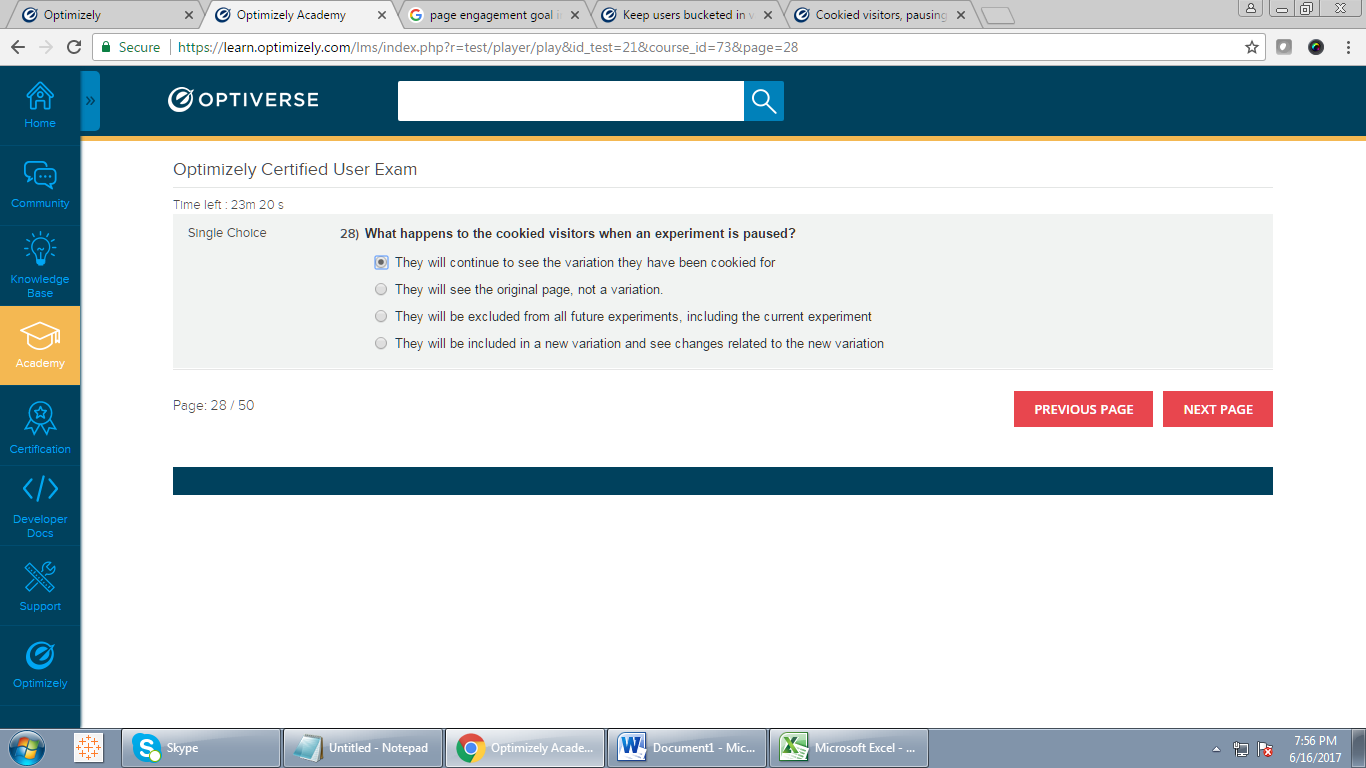 Optimizely
Optimizely Academy
page engagement goal in
Keep users bucketed in v
Cookied visitors, pausing
Secure
https://learn.optimizely.com/lms/index.php?r=test/player/play&id_test=21&course_id=73&page=28
Home
»
OPTIVERSE
Community
Knowledge
Base
Academy
Certification
Developer
Docs
Support
Optimizely
Optimizely Certified User Exam
Time left : 23m 20 s
Single Choice
28) What happens to the cookied visitors when an experiment is paused?
They will continue to see the variation they have been cookied for
They will see the original page, not a variation.
They will be excluded from all future experiments, including the current experiment
They will be included in a new variation and see changes related to the new variation
Page: 28 / 50
PREVIOUS PAGE
NEXT PAGE
Skype
Untitled - Notepad
Optimizely Acade...
Document1 - Mic...
Microsoft Excel - ...
7:56 PM
6/16/2017